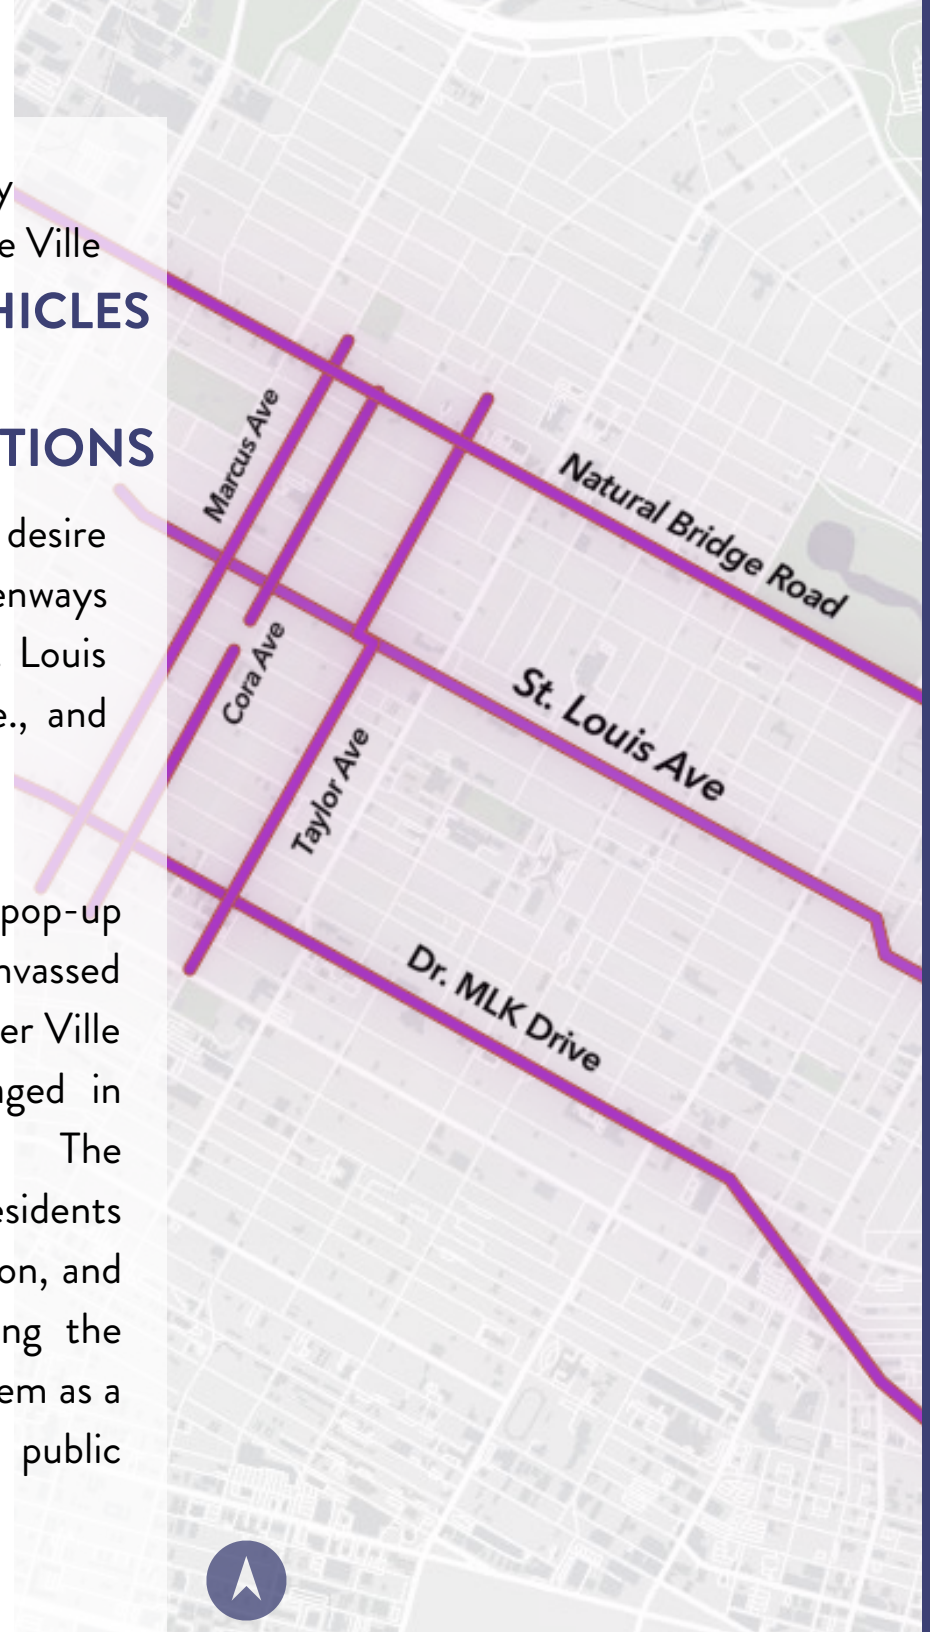 y
e Ville
HICLES
TIONS
desire
enways
Louis
e., and
pop-up
nvassed
er Ville
aged in
The
esidents
on, and
ng the
em as a
public
Marcus Ave
Cora Ave
Taylor Ave
Natural Bridge Road
St. Louis Ave
Dr. MLK Drive